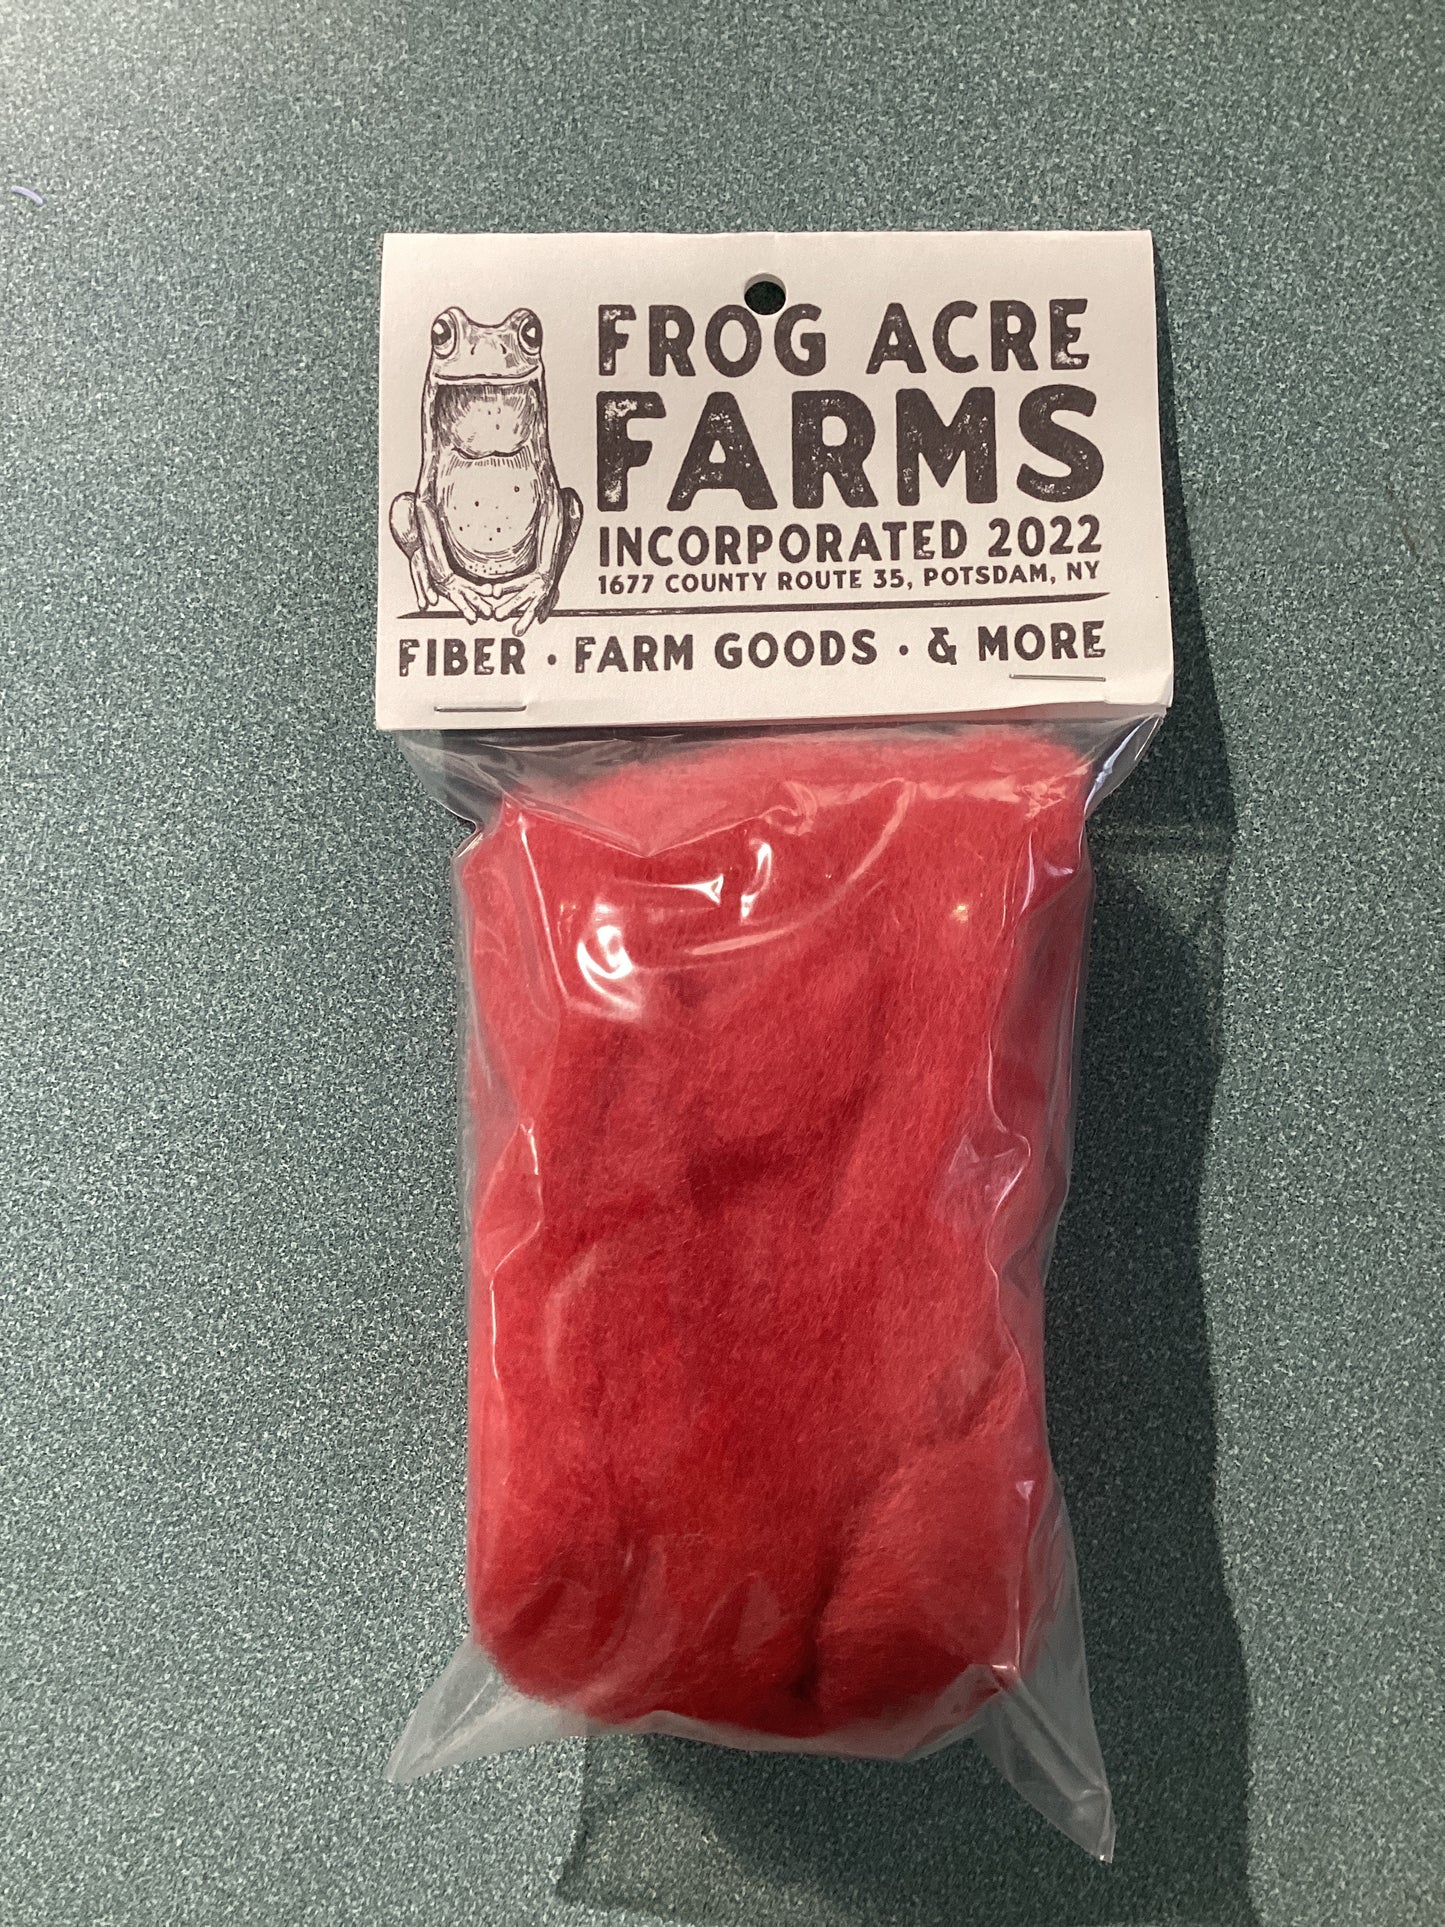 FROG ACRE
FARMS
INCORPORATED 2022
1677 COUNTY ROUTE 35, POTSDAM, NY
FIBER · FARM GOODS · & MORE